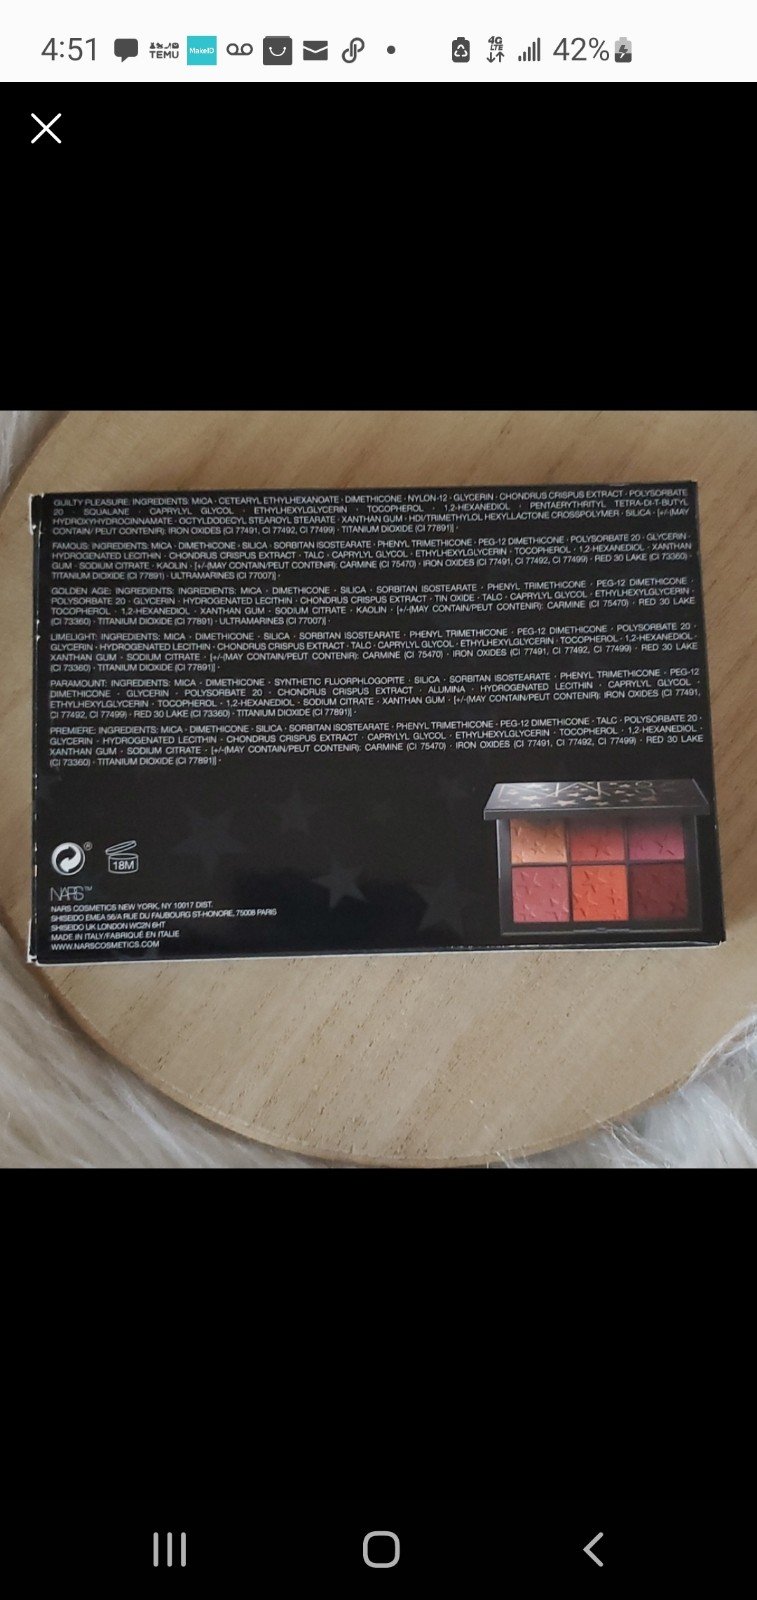 4:51
TEMU
MakeID
4G
LTE
42%
GUILTY PLEASURE: INGREDIENTS: MICA · CETEARYL ETHYLHEXANOATE · DIMETHICONE · NYLON-12 · GLYCERIN · CHONDRUS CRISPUS EXTRACT · POLYSORBATE
20 · SQUALANE · CAPRYLYL GLYCOL · ETHYLHEXYLGLYCERIN · TOCOPHEROL · 1,2-HEXANEDIOL · PENTAERYTHRITYL TETRA-DI-T-BUTYL
HYDROXYHYDROCINNAMATE · OCTYLDODECYL STEAROYL STEARATE · XANTHAN GUM · HDI/TRIMETHYLOL HEXYLLACTONE CROSSPOLYMER · SILICA · [+/-(MAY
CONTAIN/ PEUT CONTENIR): IRON OXIDES (CI 77491, CI 77492, CI 77499) · TITANIUM DIOXIDE (CI 77891)] ·
FAMOUS: INGREDIENTS: MICA · DIMETHICONE · SILICA · SORBITAN ISOSTEARATE · PHENYL TRIMETHICONE · PEG-12 DIMETHICONE · POLYSORBATE 20 · GLYCERIN ·
HYDROGENATED LECITHIN · CHONDRUS CRISPUS EXTRACT · TALC · CAPRYLYL GLYCOL · ETHYLHEXYLGLYCERIN · TOCOPHEROL · 1,2-HEXANEDIOL · XANTHAN
GUM · SODIUM CITRATE · KAOLIN · [+/-(MAY CONTAIN/PEUT CONTENIR): CARMINE (CI 75470) · IRON OXIDES (CI 77491, CI 77492, CI 77499) · RED 30 LAKE (CI 73360) ·
TITANIUM DIOXIDE (CI 77891) · ULTRAMARINES (CI 77007)] ·
GOLDEN AGE: INGREDIENTS: INGREDIENTS: MICA · DIMETHICONE · SILICA · SORBITAN ISOSTEARATE · PHENYL TRIMETHICONE · PEG-12 DIMETHICONE ·
POLYSORBATE 20 · GLYCERIN · HYDROGENATED LECITHIN · CHONDRUS CRISPUS EXTRACT · TIN OXIDE · TALC · CAPRYLYL GLYCOL · ETHYLHEXYLGLYCERIN ·
TOCOPHEROL · 1,2-HEXANEDIOL · XANTHAN GUM · SODIUM CITRATE · KAOLIN · [+/-(MAY CONTAIN/PEUT CONTENIR): CARMINE (CI 75470) · RED 30 LAKE
(CI 73360) · TITANIUM DIOXIDE (CI 77891) · ULTRAMARINES (CI 77007)] ·
LIMELIGHT: INGREDIENTS: MICA · DIMETHICONE · SILICA · SORBITAN ISOSTEARATE · PHENYL TRIMETHICONE · PEG-12 DIMETHICONE · POLYSORBATE 20 ·
GLYCERIN · HYDROGENATED LECITHIN · CHONDRUS CRISPUS EXTRACT · TALC · CAPRYLYL GLYCOL · ETHYLHEXYLGLYCERIN · TOCOPHEROL · 1,2-HEXANEDIOL ·
XANTHAN GUM · SODIUM CITRATE · [+/-(MAY CONTAIN/PEUT CONTENIR): CARMINE (CI 75470) · IRON OXIDES (CI 77491, CI 77492, CI 77499) · RED 30 LAKE
(CI 73360) · TITANIUM DIOXIDE (CI 77891)] ·
PARAMOUNT: INGREDIENTS: MICA · DIMETHICONE · SYNTHETIC FLUORPHLOGOPITE · SILICA · SORBITAN ISOSTEARATE · PHENYL TRIMETHICONE · PEG-12
DIMETHICONE · GLYCERIN · POLYSORBATE 20 · CHONDRUS CRISPUS EXTRACT · ALUMINA · HYDROGENATED LECITHIN · CAPRYLYL GLYCOL ·
ETHYLHEXYLGLYCERIN · TOCOPHEROL · 1,2-HEXANEDIOL · SODIUM CITRATE · XANTHAN GUM · [+/-(MAY CONTAIN/PEUT CONTENIR): IRON OXIDES (CI 77491,
CI 77492, CI 77499) · RED 30 LAKE (CI 73360) · TITANIUM DIOXIDE (CI 77891)] ·
PREMIERE: INGREDIENTS: MICA · DIMETHICONE · SILICA · SORBITAN ISOSTEARATE · PHENYL TRIMETHICONE · PEG-12 DIMETHICONE · TALC · POLYSORBATE 20 ·
GLYCERIN · HYDROGENATED LECITHIN · CHONDRUS CRISPUS EXTRACT · CAPRYLYL GLYCOL · ETHYLHEXYLGLYCERIN · TOCOPHEROL · 1,2-HEXANEDIOL ·
XANTHAN GUM · SODIUM CITRATE · [+/-(MAY CONTAIN/PEUT CONTENIR): CARMINE (CI 75470) · IRON OXIDES (CI 77491, CI 77492, CI 77499) · RED 30 LAKE
(CI 73360) · TITANIUM DIOXIDE (CI 77891)] ·
18M
NARS™
NARS COSMETICS NEW YORK, NY 10017 DIST.
SHISEIDO EMEA 56/A RUE DU FAUBOURG ST-HONORE, 75008 PARIS
SHISEIDO UK LONDON WC2N 6HT
MADE IN ITALY/FABRIQUÉ EN ITALIE
WWW.NARSCOSMETICS.COM
NARS